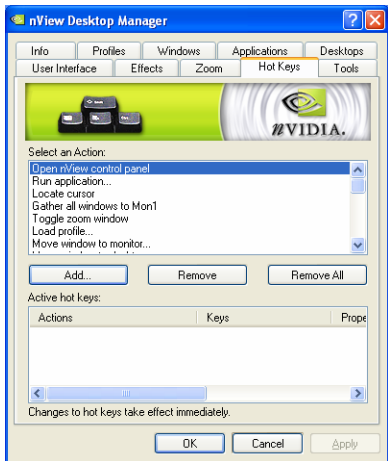 nView Desktop Manager
Info Profiles Windows Applications Desktops
User Interface Effects Zoom Hot Keys Tools
nVIDIA.
Select an Action:
Open nView control panel
Run application...
Locate cursor
Gather all windows to Mon1
Toggle zoom window
Load profile...
Move window to monitor...
Add... Remove Remove All
Active hot keys:
Actions Keys Prope
Changes to hot keys take effect immediately.
OK Cancel Apply